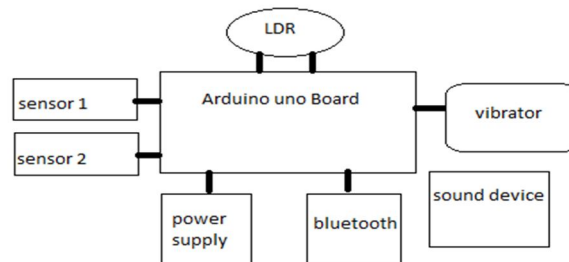 LDR
sensor 1
Arduino uno Board
vibrator
sensor 2
sound device
power
supply
bluetooth